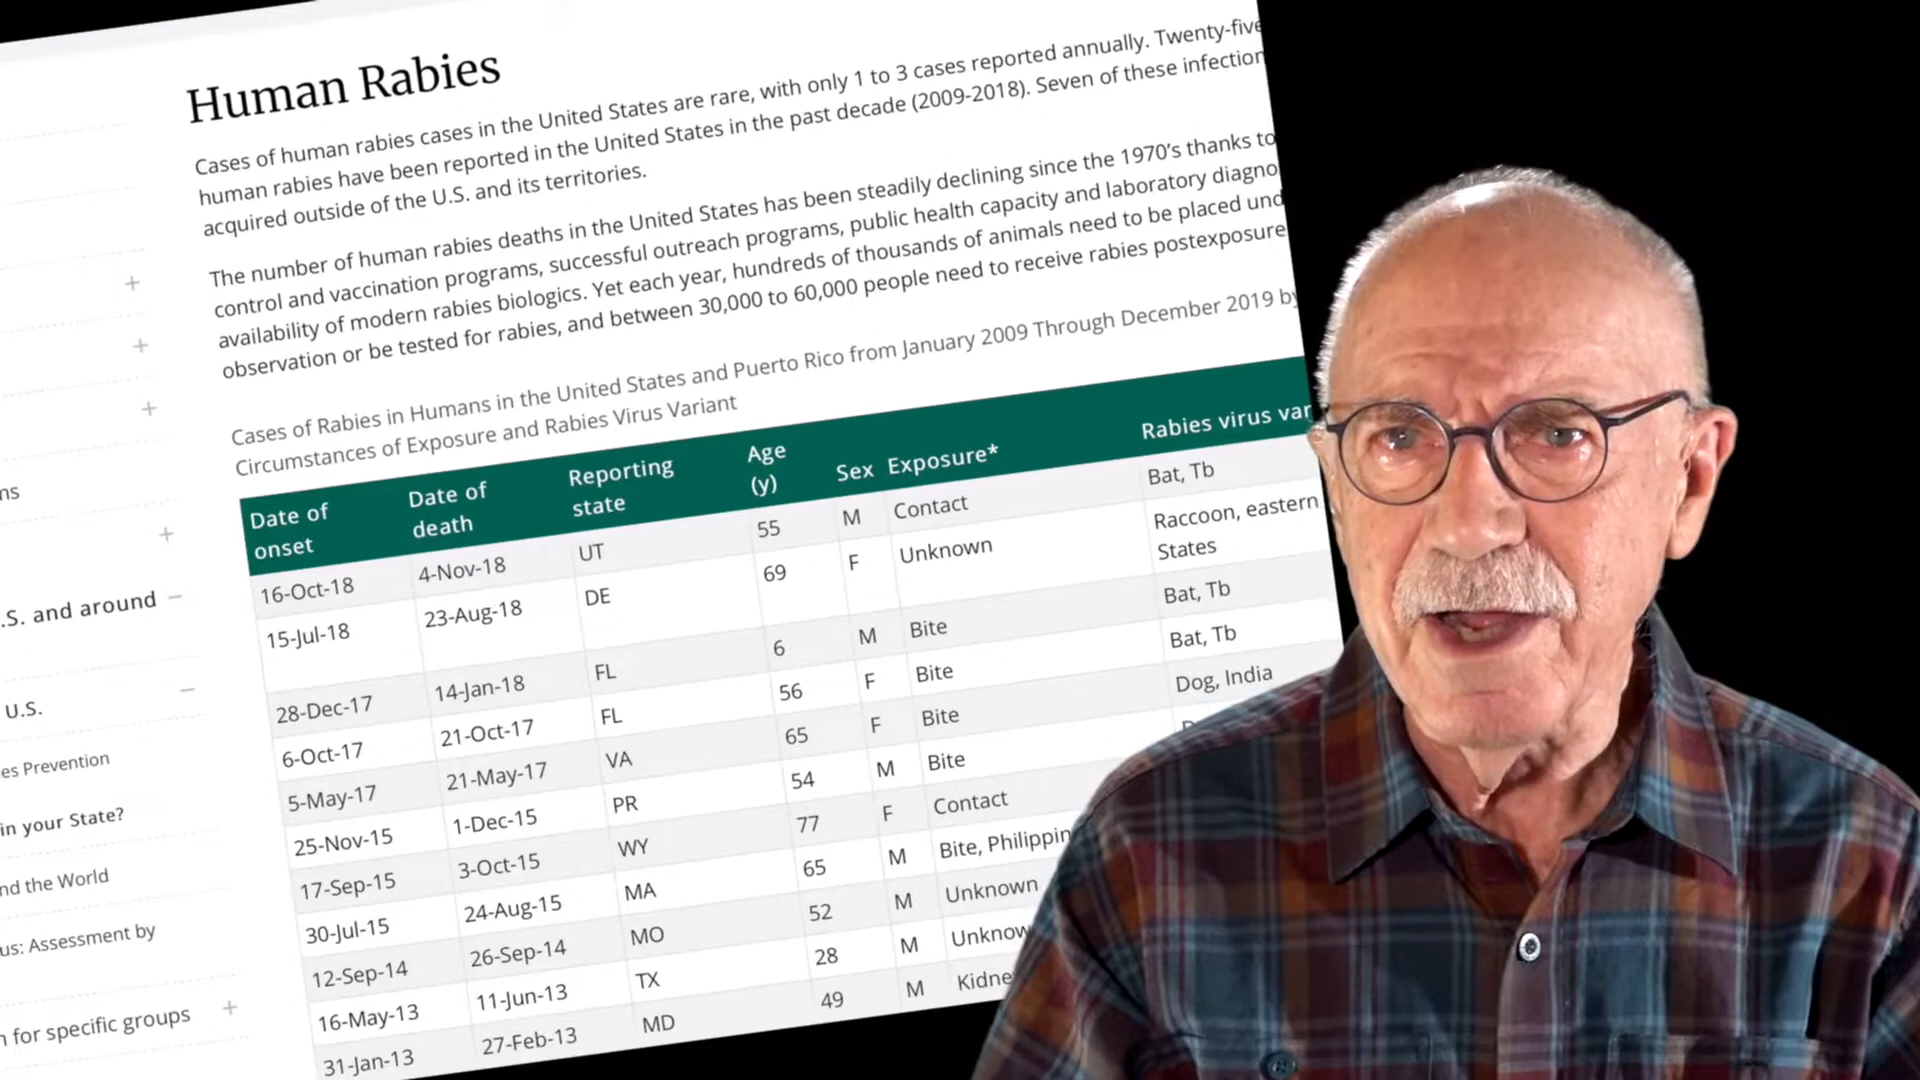 Human Rabies
Cases of human rabies cases in the United States are rare, with only 1 to 3 cases reported annually. Twenty-five
human rabies have been reported in the United States in the past decade (2009-2018). Seven of these infection
acquired outside of the U.S. and its territories.
The number of human rabies deaths in the United States has been steadily declining since the 1970's thanks to
control and vaccination programs, successful outreach programs, public health capacity and laboratory diagno
availability of modern rabies biologics. Yet each year, hundreds of thousands of animals need to be placed und
observation or be tested for rabies, and between 30,000 to 60,000 people need to receive rabies postexposure
Cases of Rabies in Humans in the United States and Puerto Rico from January 2009 Through December 2019 by
Circumstances of Exposure and Rabies Virus Variant
Date of onset Date of death Reporting state Age (y) Sex Exposure* Rabies virus var
16-Oct-18 4-Nov-18 UT 55 M Contact Bat, Tb
15-Jul-18 23-Aug-18 DE 69 F Unknown Raccoon, eastern States
28-Dec-17 14-Jan-18 FL 6 M Bite Bat, Tb
6-Oct-17 21-Oct-17 FL 56 F Bite Bat, Tb
5-May-17 21-May-17 VA 65 F Bite Dog, India
25-Nov-15 1-Dec-15 PR 54 M Bite
17-Sep-15 3-Oct-15 WY 77 F Contact
30-Jul-15 24-Aug-15 MA 65 M Bite, Philippin
12-Sep-14 26-Sep-14 MO 52 M Unknown
16-May-13 11-Jun-13 TX 28 M Unknow
31-Jan-13 27-Feb-13 MD 49 M Kidne
ns
.S. and around
U.S.
es Prevention
in your State?
nd the World
us: Assessment by
n for specific groups